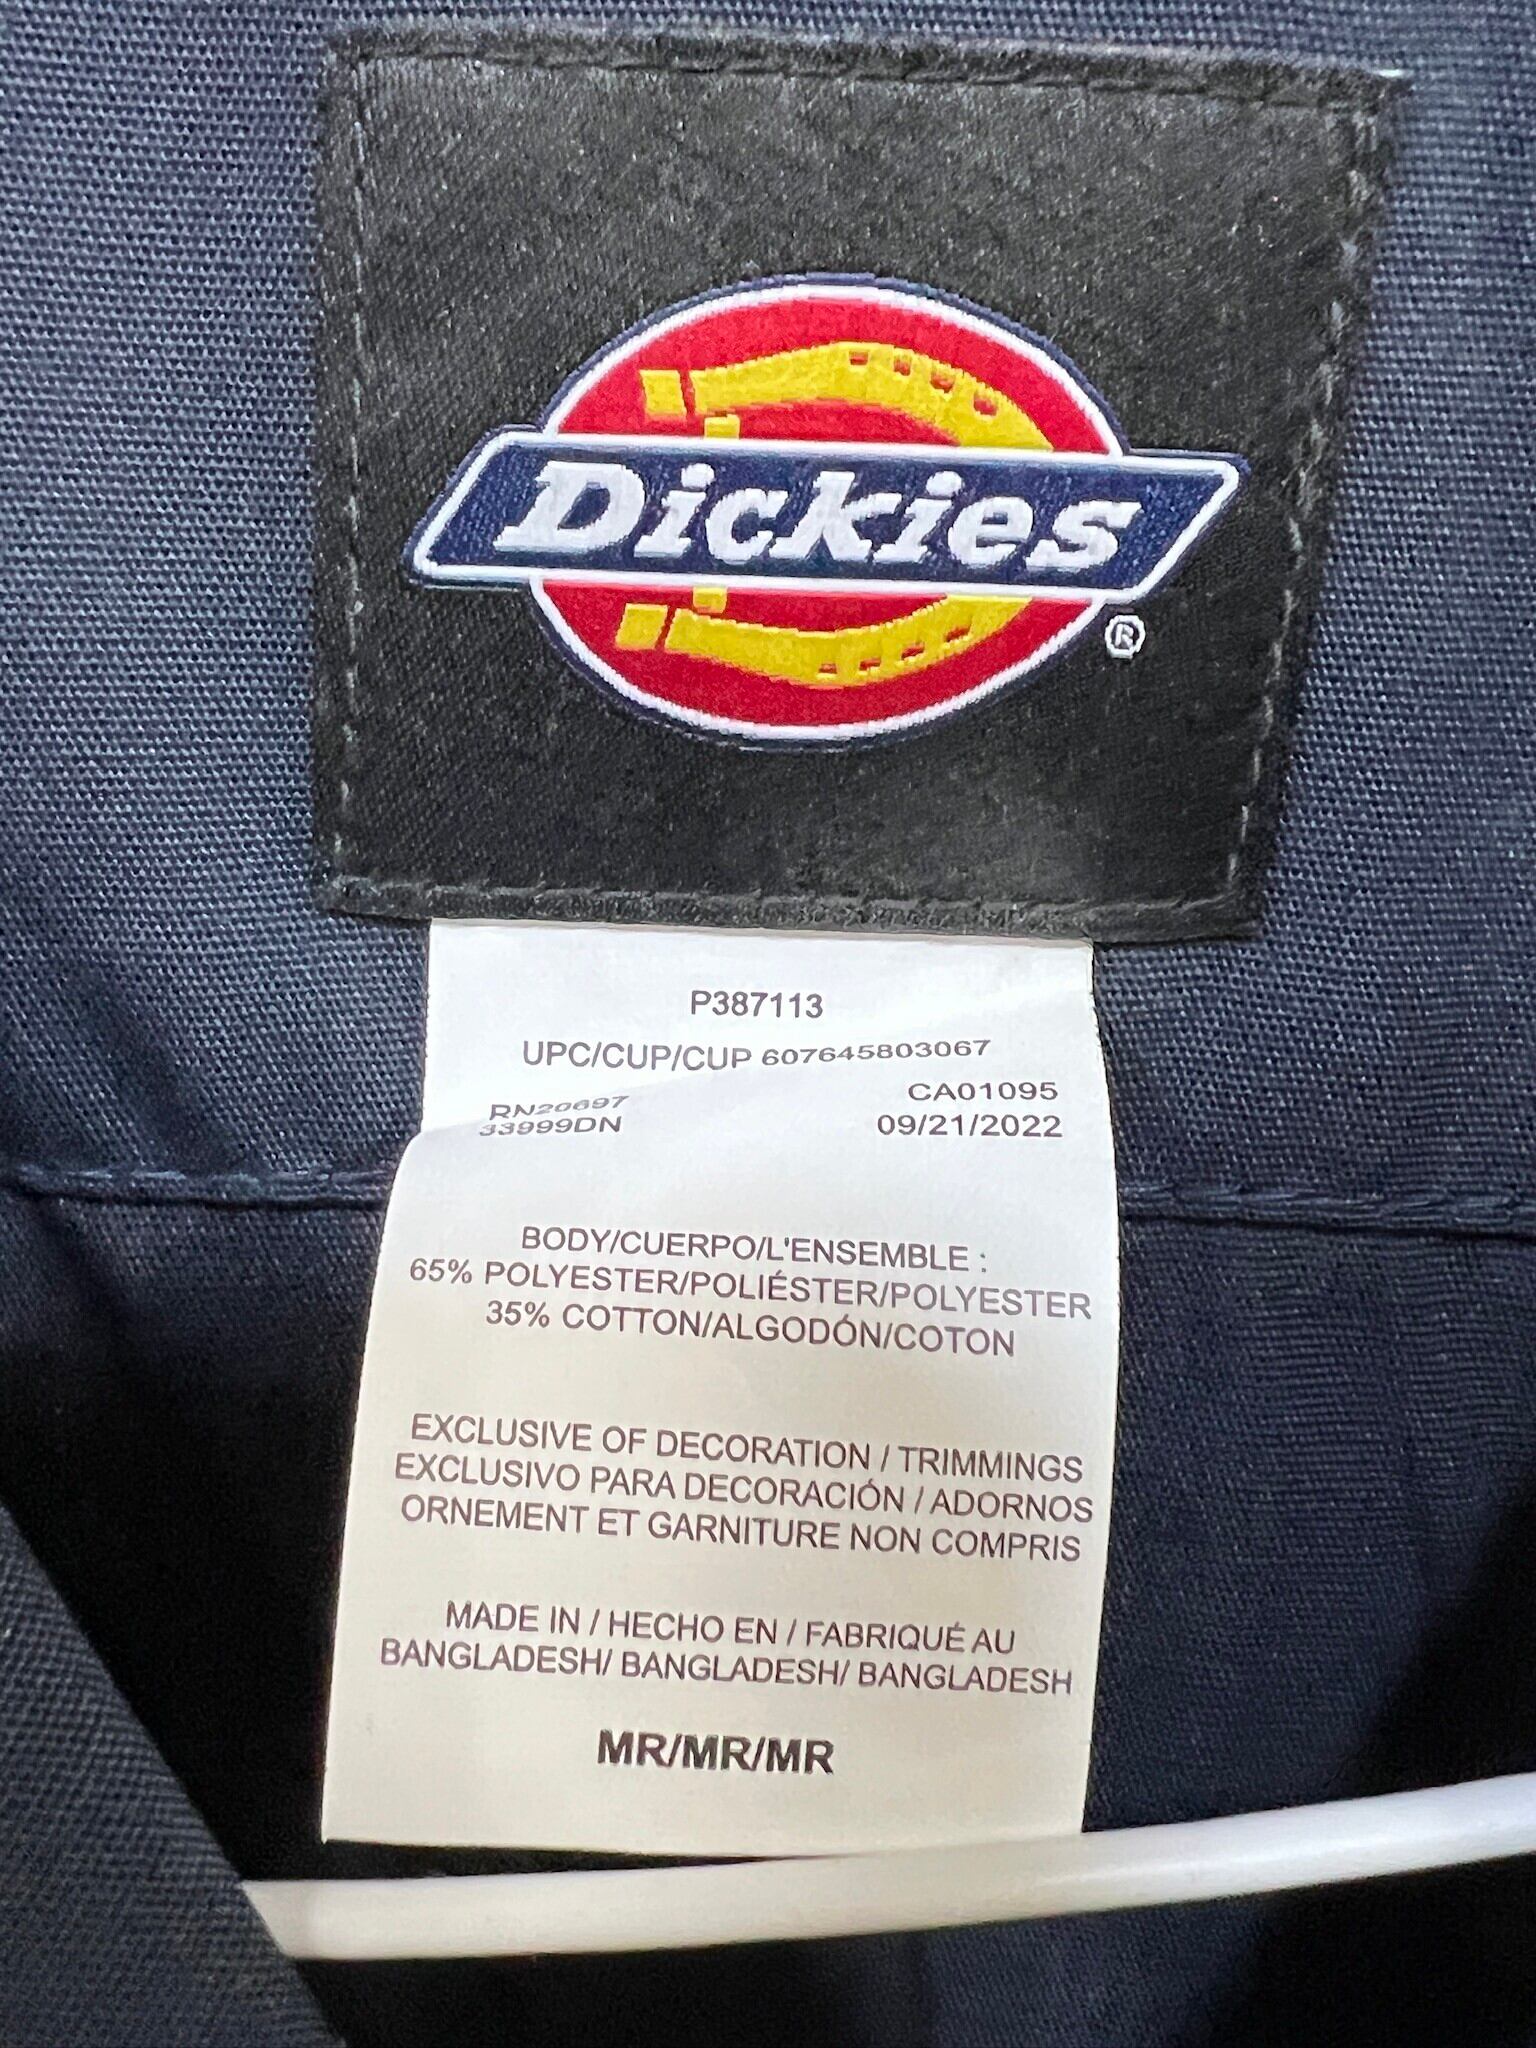 Dickies
®
P387113
UPC/CUP/CUP 607645803067
RN20697 CA01095
33999DN 09/21/2022
BODY/CUERPO/L'ENSEMBLE :
65% POLYESTER/POLIÉSTER/POLYESTER
35% COTTON/ALGODÓN/COTON
EXCLUSIVE OF DECORATION / TRIMMINGS
EXCLUSIVO PARA DECORACIÓN / ADORNOS
ORNEMENT ET GARNITURE NON COMPRIS
MADE IN / HECHO EN / FABRIQUÉ AU
BANGLADESH/ BANGLADESH/ BANGLADESH
MR/MR/MR